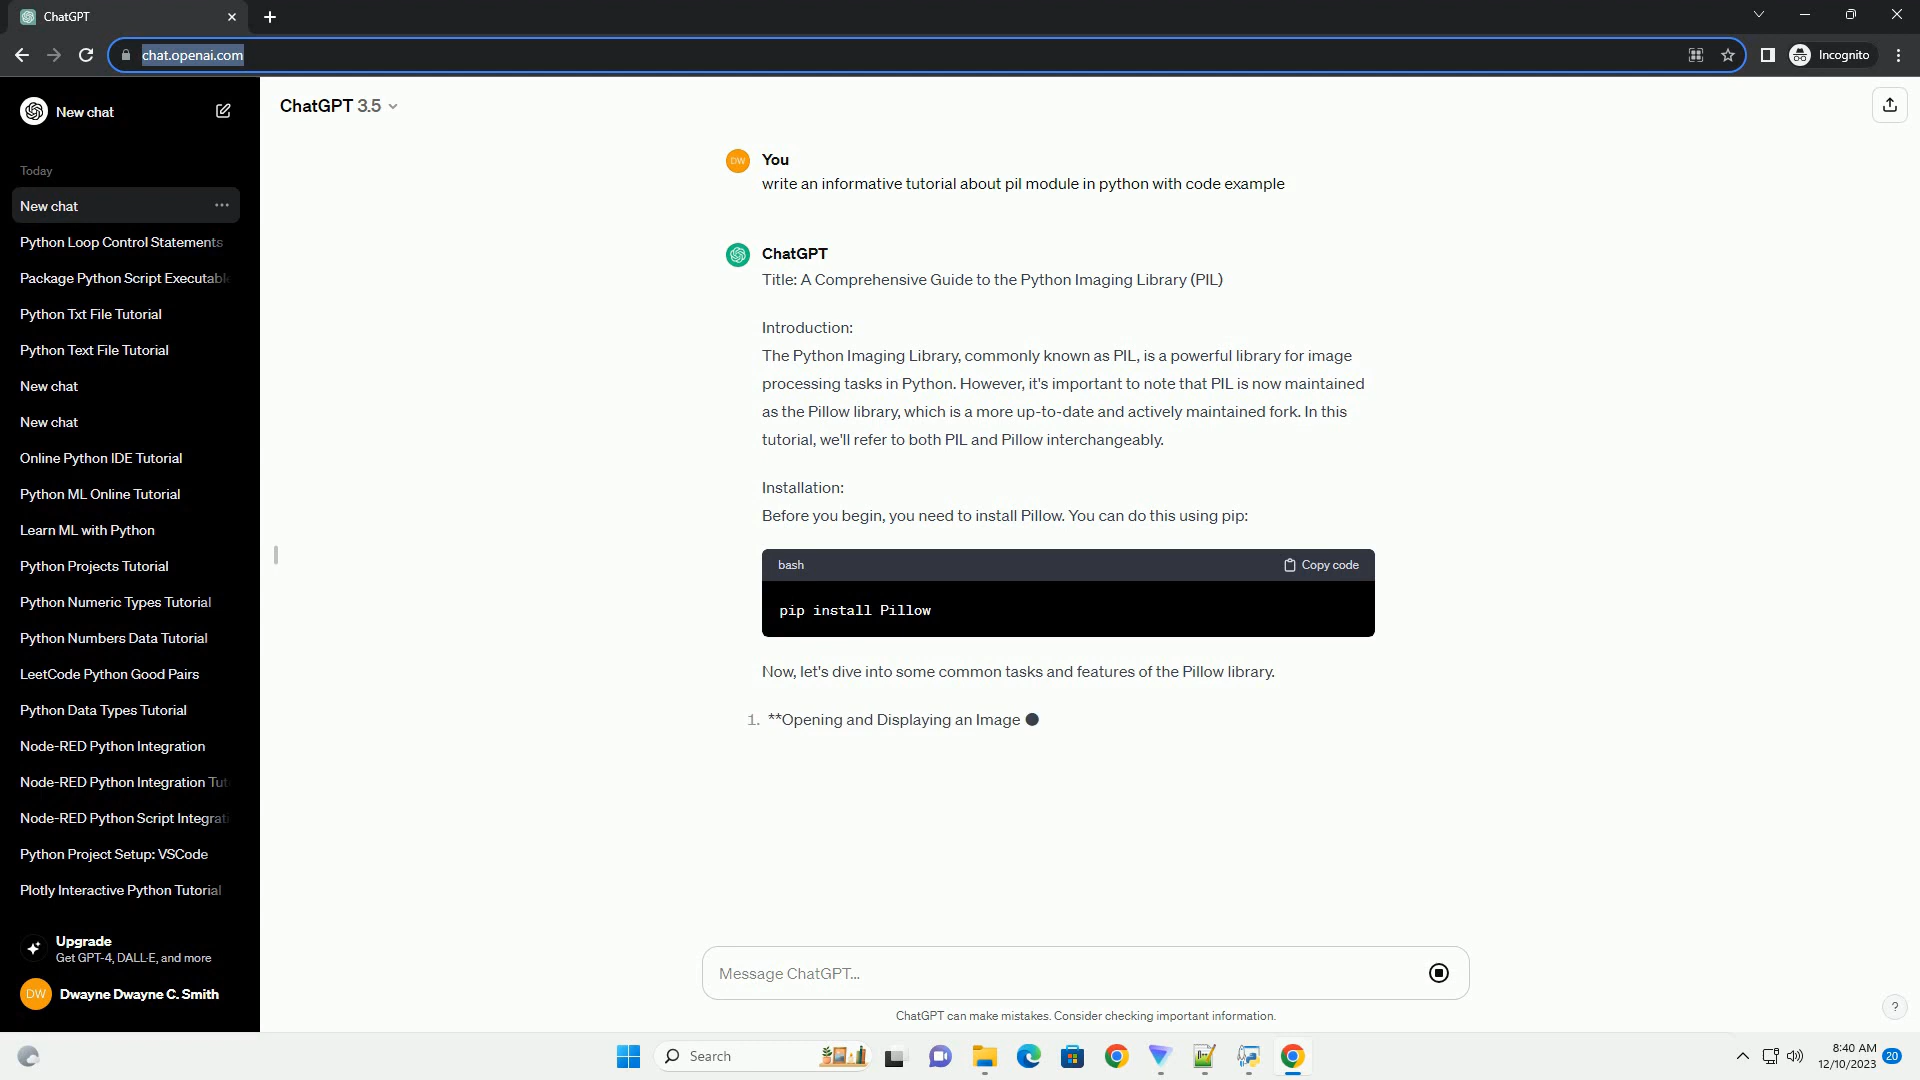 ChatGPT
chat.openai.com
Incognito
New chat
Today
New chat
Python Loop Control Statements
Package Python Script Executabl
Python Txt File Tutorial
Python Text File Tutorial
New chat
New chat
Online Python IDE Tutorial
Python ML Online Tutorial
Learn ML with Python
Python Projects Tutorial
Python Numeric Types Tutorial
Python Numbers Data Tutorial
LeetCode Python Good Pairs
Python Data Types Tutorial
Node-RED Python Integration
Node-RED Python Integration Tut
Node-RED Python Script Integrati
Python Project Setup: VSCode
Plotly Interactive Python Tutorial
Upgrade
Get GPT-4, DALL·E, and more
DW Dwayne Dwayne C. Smith
ChatGPT 3.5
DW You
write an informative tutorial about pil module in python with code example
ChatGPT
Title: A Comprehensive Guide to the Python Imaging Library (PIL)
Introduction:
The Python Imaging Library, commonly known as PIL, is a powerful library for image
processing tasks in Python. However, it's important to note that PIL is now maintained
as the Pillow library, which is a more up-to-date and actively maintained fork. In this
tutorial, we'll refer to both PIL and Pillow interchangeably.
Installation:
Before you begin, you need to install Pillow. You can do this using pip:
bash Copy code
pip install Pillow
Now, let's dive into some common tasks and features of the Pillow library.
1. **Opening and Displaying an Image
Message ChatGPT...
ChatGPT can make mistakes. Consider checking important information.
?
Search
8:40 AM
12/10/2023
20